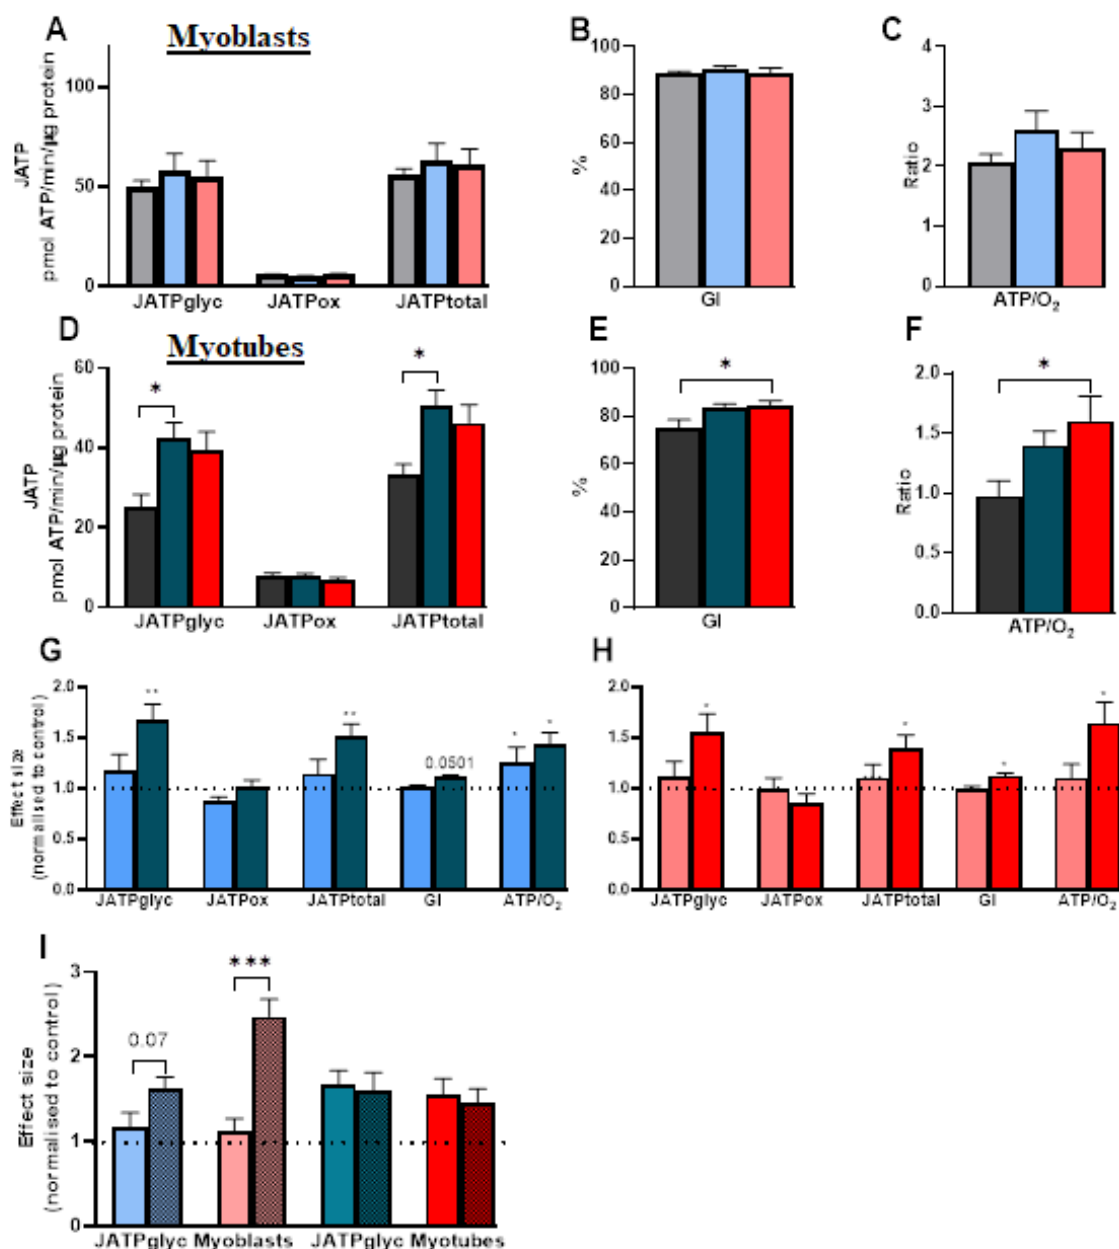 A Myoblasts
JATP
pmol ATP/min/µg protein
100
50
0
JATPglyc JATPox JATPtotal
B
%
100
80
60
40
20
0
GI
C
Ratio
4
3
2
1
0
ATP/O₂
D Myotubes
JATP
pmol ATP/min/µg protein
60
40
20
0
* *
JATPglyc JATPox JATPtotal
E
%
100
80
60
40
20
0
*
GI
F
Ratio
2.0
1.5
1.0
0.5
0.0
*
ATP/O₂
G
Effect size
(normalised to control)
2.0
1.5
1.0
0.5
0.0
** ** 0.0501 * *
JATPglyc JATPox JATPtotal GI ATP/O₂
H
2.0
1.5
1.0
0.5
0.0
* * * *
JATPglyc JATPox JATPtotal GI ATP/O₂
I
Effect size
(normalised to control)
3
2
1
0
0.07 ***
JATPglyc Myoblasts JATPglyc Myotubes